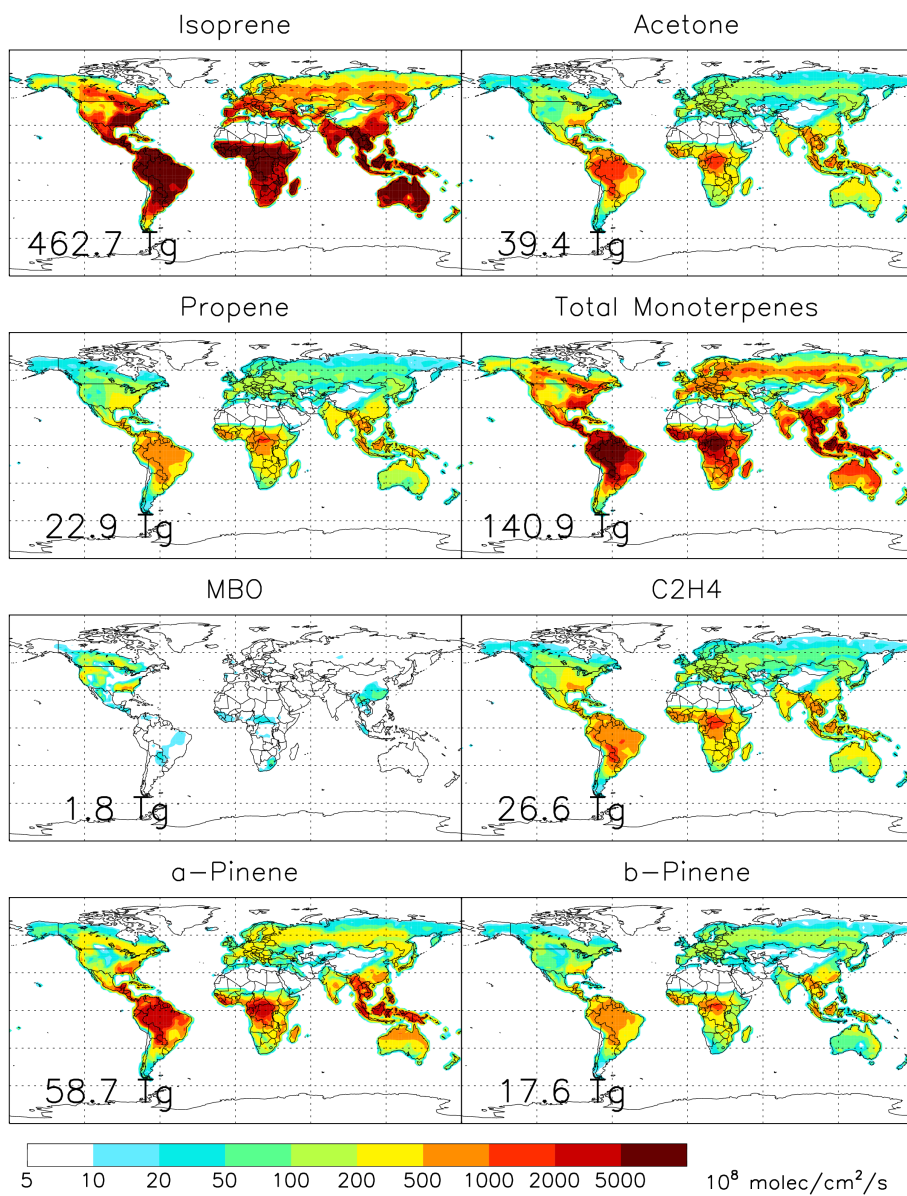 Isoprene Acetone
462.7 Tg 39.4 Tg
Propene Total Monoterpenes
22.9 Tg 140.9 Tg
MBO C2H4
1.8 Tg 26.6 Tg
a-Pinene b-Pinene
58.7 Tg 17.6 Tg
5 10 20 50 100 200 500 1000 2000 5000 10⁸ molec/cm²/s